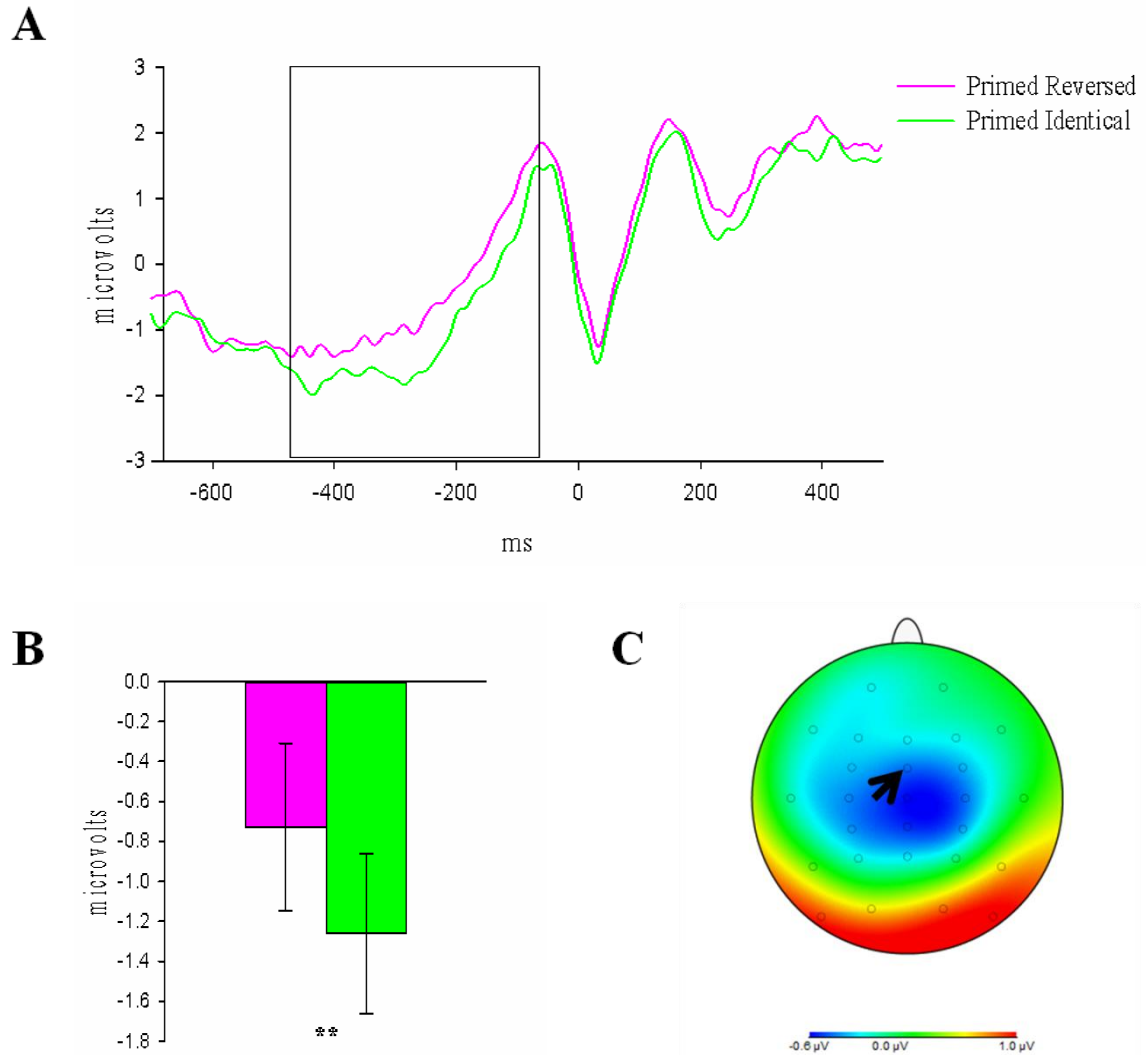 A
3
2
1
0
-1
-2
-3
microvolts
-600 -400 -200 0 200 400
ms
Primed Reversed
Primed Identical
B
0.0
-0.2
-0.4
-0.6
-0.8
-1.0
-1.2
-1.4
-1.6
-1.8
microvolts
**
C
-0.6 µV 0.0 µV 1.0 µV